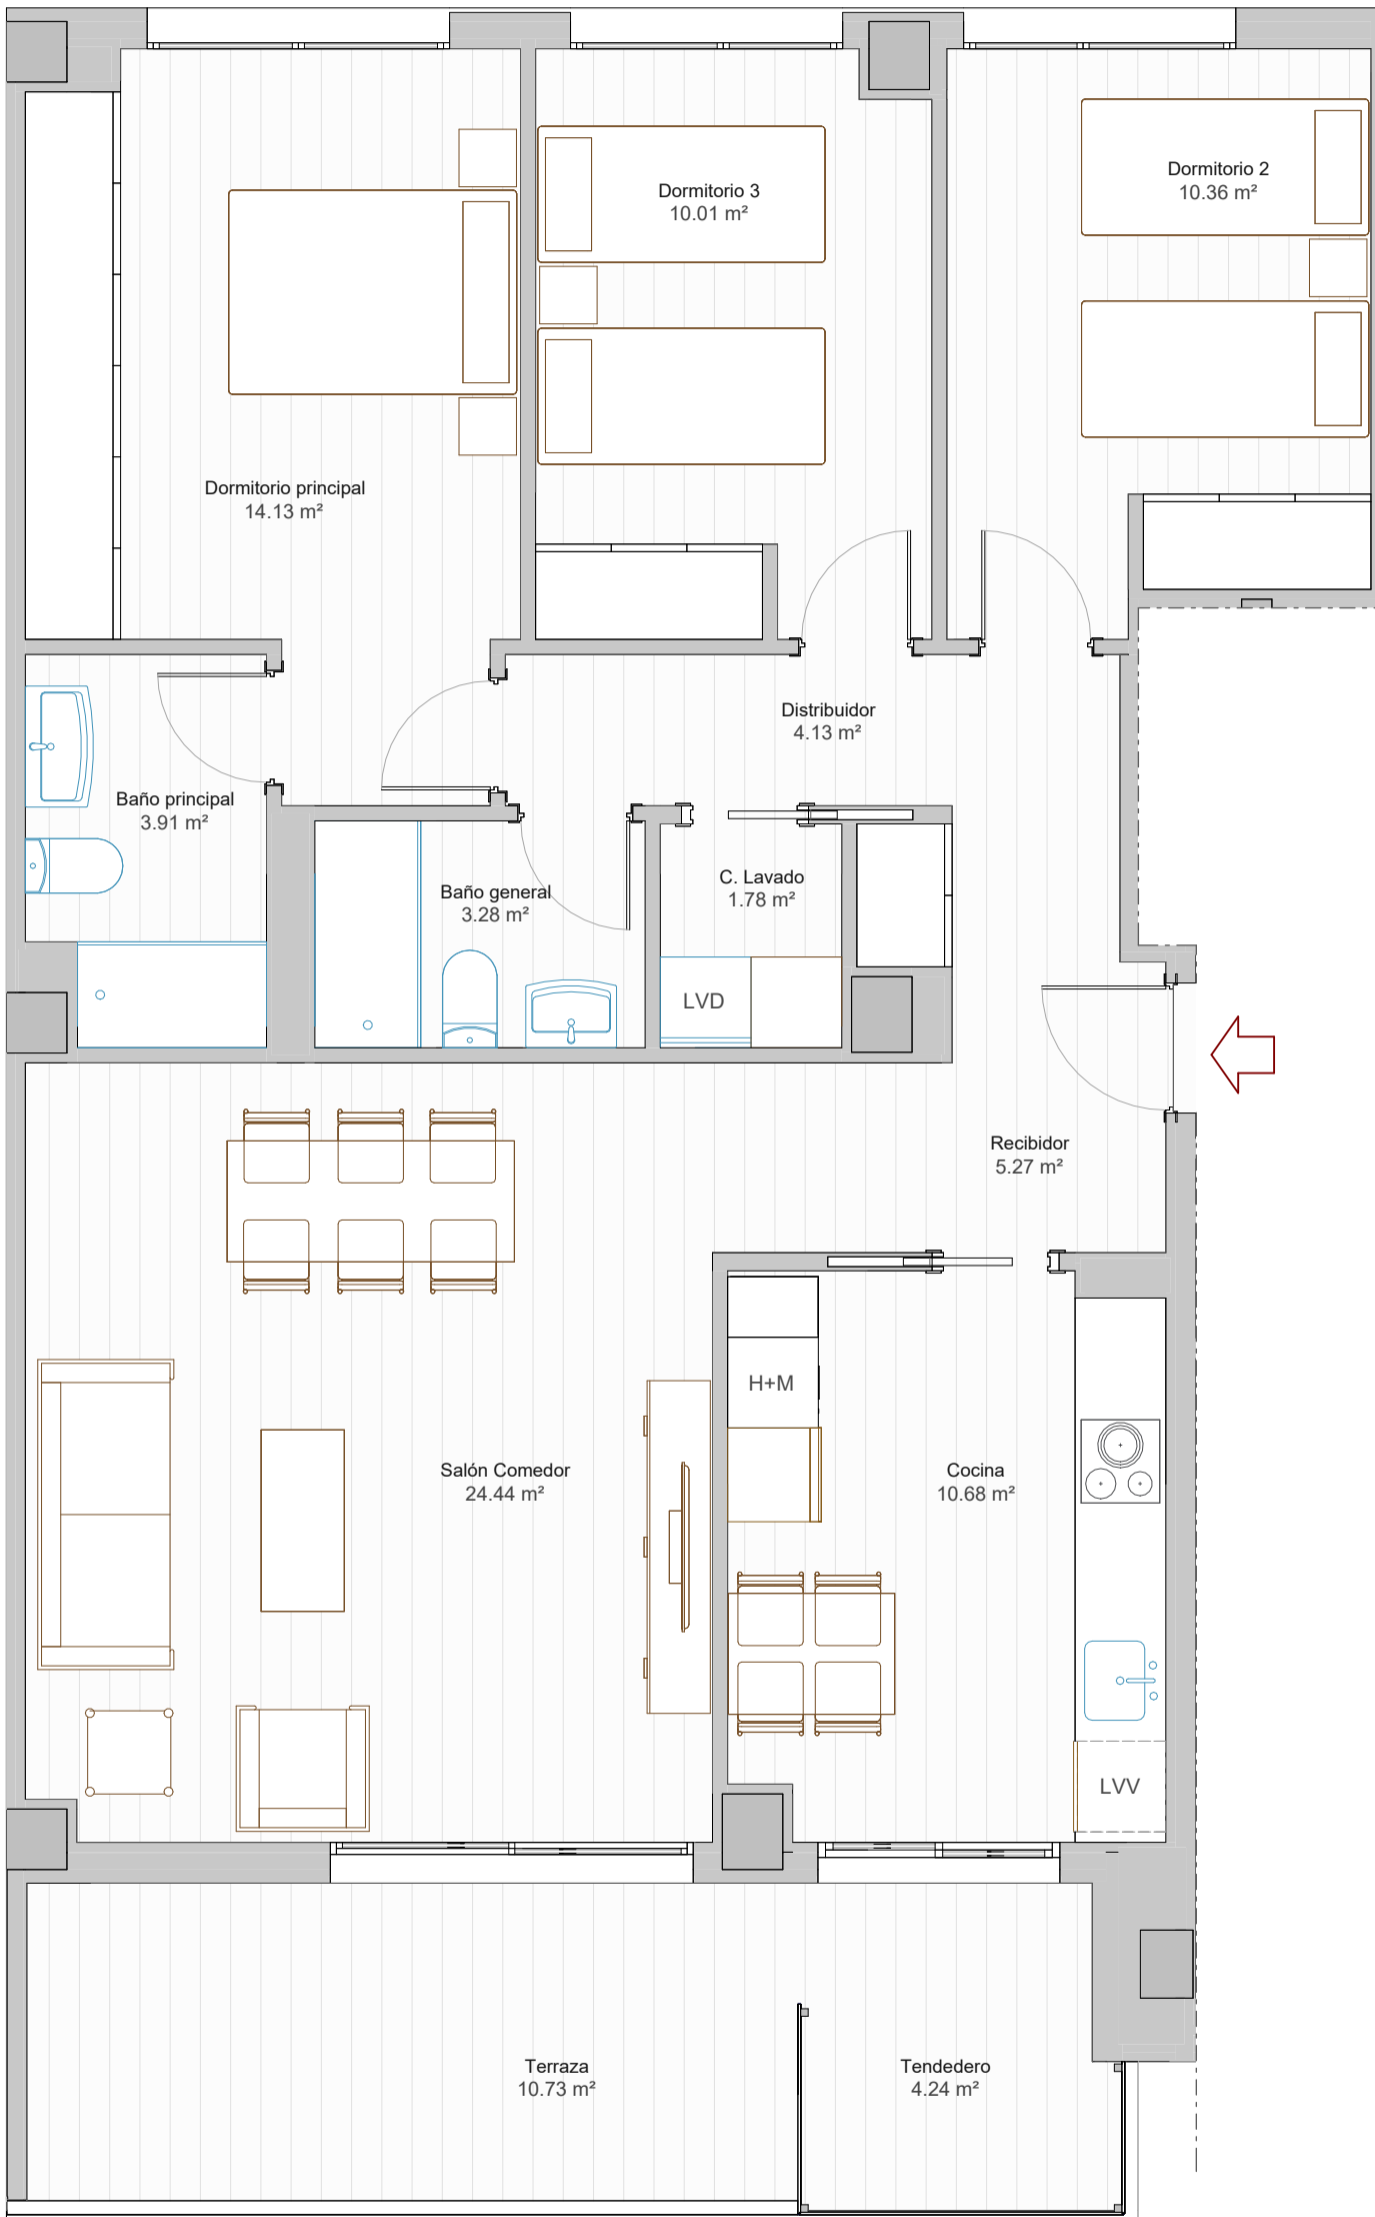 Dormitorio 2
10.36 m²
Dormitorio 3
10.01 m²
Dormitorio principal
14.13 m²
Distribuidor
4.13 m²
Baño principal
3.91 m²
C. Lavado
1.78 m²
Baño general
3.28 m²
LVD
Recibidor
5.27 m²
H+M
Salón Comedor
24.44 m²
Cocina
10.68 m²
LVV
Terraza
10.73 m²
Tendedero
4.24 m²